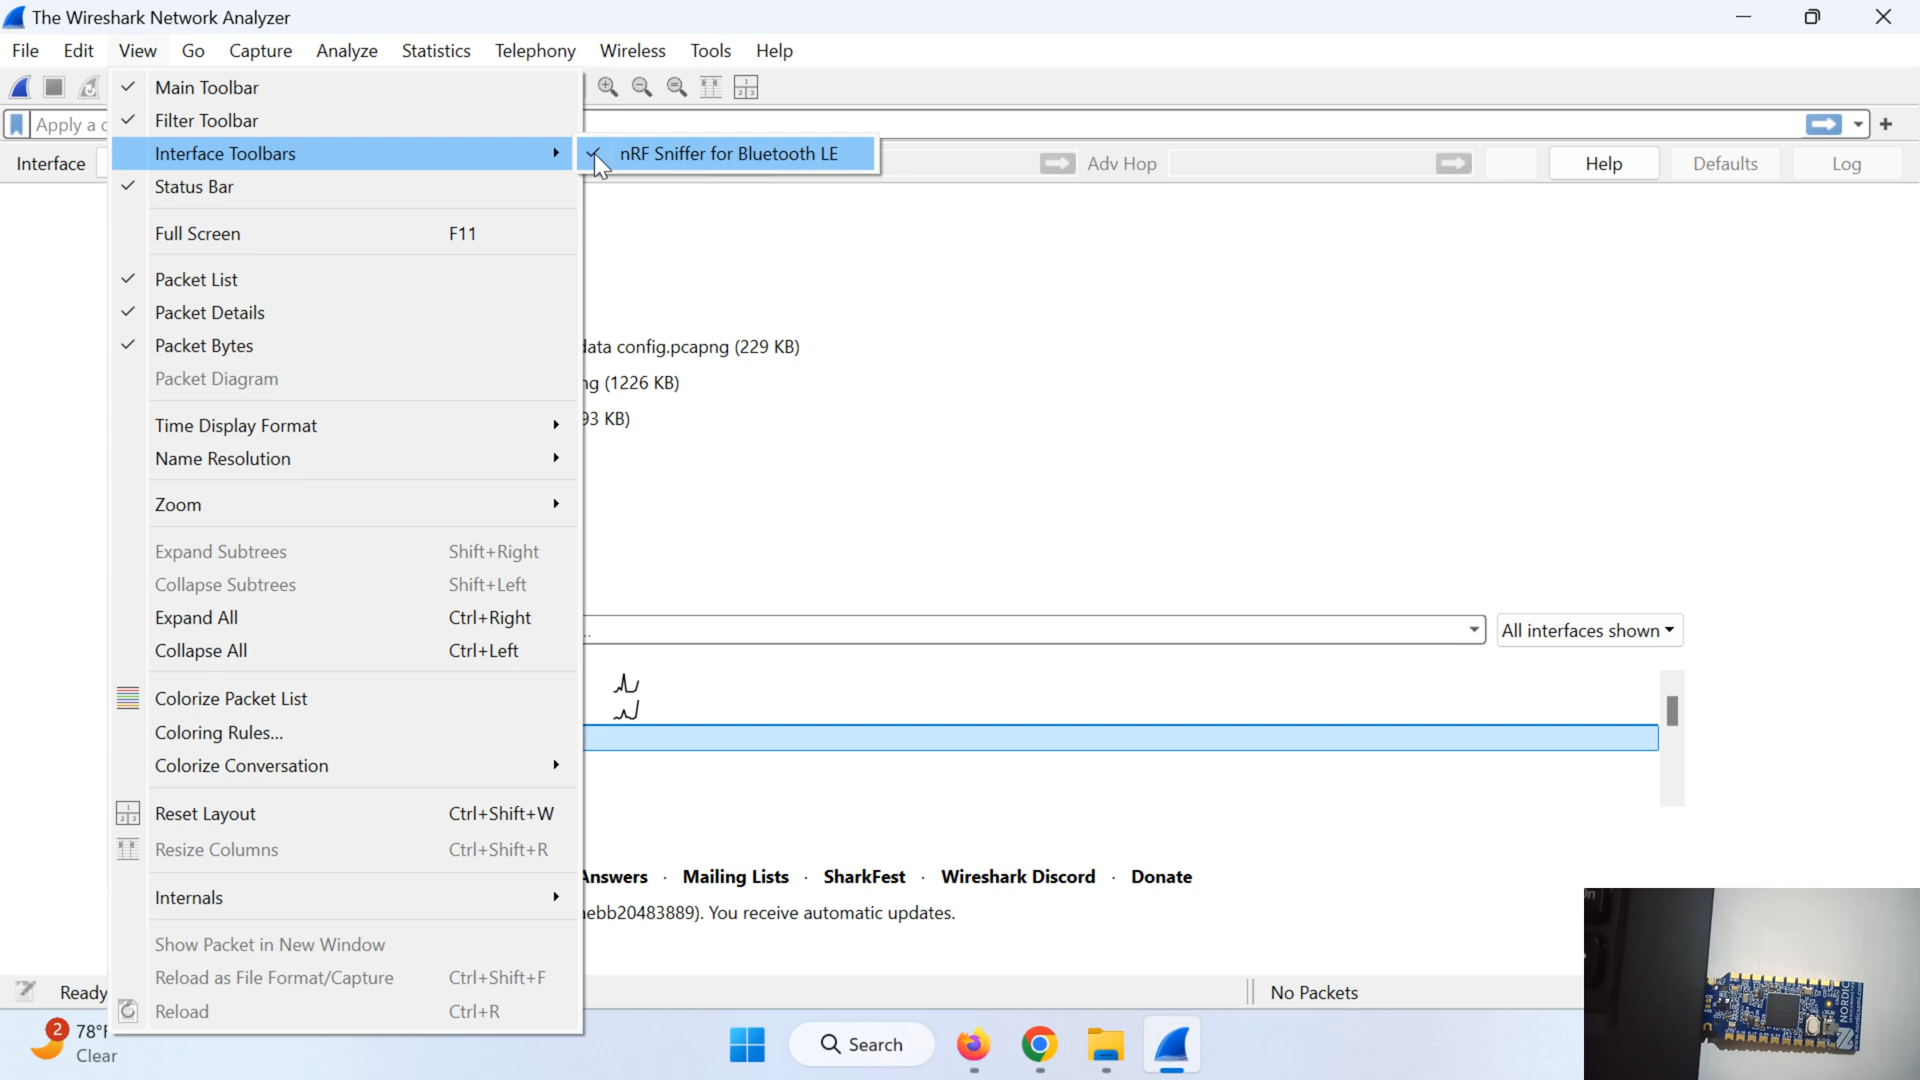 The Wireshark Network Analyzer
File Edit View Go Capture Analyze Statistics Telephony Wireless Tools Help
Apply a
Interface
Adv Hop
Help
Defaults
Log
Main Toolbar
Filter Toolbar
Interface Toolbars
nRF Sniffer for Bluetooth LE
Status Bar
Full Screen F11
Packet List
Packet Details
Packet Bytes
Packet Diagram
Time Display Format
Name Resolution
Zoom
Expand Subtrees Shift+Right
Collapse Subtrees Shift+Left
Expand All Ctrl+Right
Collapse All Ctrl+Left
Colorize Packet List
Coloring Rules...
Colorize Conversation
Reset Layout Ctrl+Shift+W
Resize Columns Ctrl+Shift+R
Internals
Show Packet in New Window
Reload as File Format/Capture Ctrl+Shift+F
Reload Ctrl+R
config.pcapng (229 KB)
(1226 KB)
KB)
All interfaces shown
Answers · Mailing Lists · SharkFest · Wireshark Discord · Donate
You receive automatic updates.
Ready
No Packets
2
78°F
Clear
Search
NORDIC